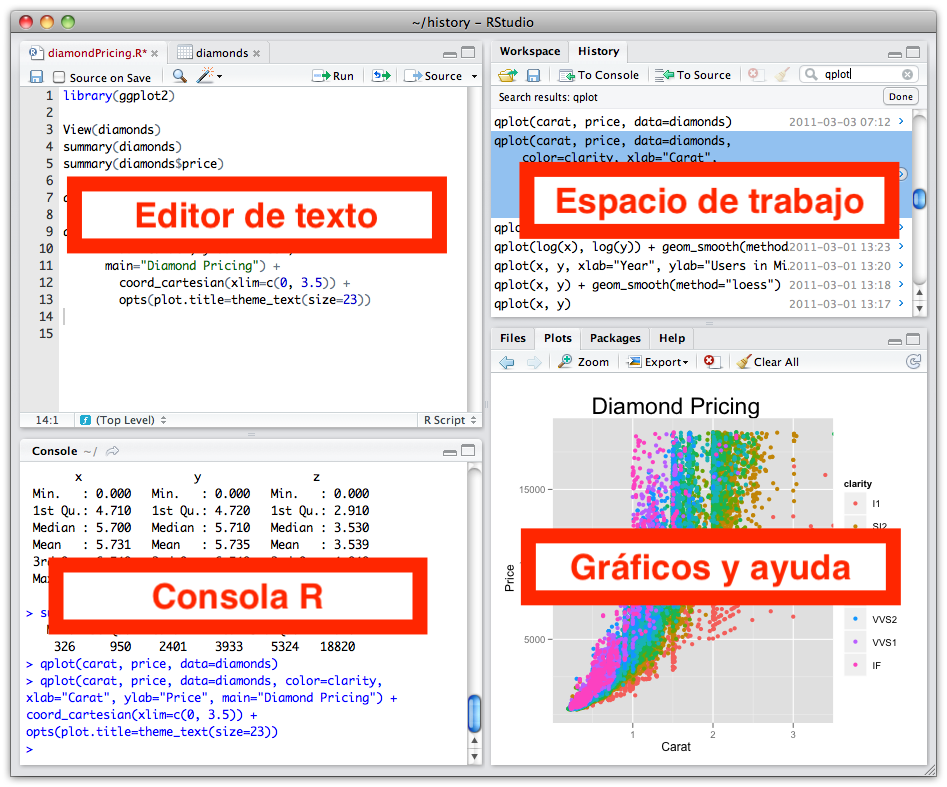 ~/history – RStudio
diamondPricing.R* diamonds
Source on Save Run Source
1 library(ggplot2)
2
3 View(diamonds)
4 summary(diamonds)
5 summary(diamonds$price)
6
7
8
9
10
11 main="Diamond Pricing") +
12 coord_cartesian(xlim=c(0, 3.5)) +
13 opts(plot.title=theme_text(size=23))
14
15
Editor de texto
14:1 (Top Level) R Script
Workspace History
To Console To Source qplot
Search results: qplot Done
qplot(carat, price, data=diamonds) 2011-03-03 07:12
qplot(carat, price, data=diamonds,
color=clarity, xlab="Carat",
Espacio de trabajo
qplot(log(x), log(y)) + geom_smooth(method 2011-03-01 13:23
qplot(x, y, xlab="Year", ylab="Users in Mi 2011-03-01 13:20
qplot(x, y) + geom_smooth(method="loess") 2011-03-01 13:18
qplot(x, y) 2011-03-01 13:17
Console ~/
x y z
Min. : 0.000 Min. : 0.000 Min. : 0.000
1st Qu.: 4.710 1st Qu.: 4.720 1st Qu.: 2.910
Median : 5.700 Median : 5.710 Median : 3.530
Mean : 5.731 Mean : 5.735 Mean : 3.539
Consola R
326 950 2401 3933 5324 18820
> qplot(carat, price, data=diamonds)
> qplot(carat, price, data=diamonds, color=clarity,
xlab="Carat", ylab="Price", main="Diamond Pricing") +
coord_cartesian(xlim=c(0, 3.5)) +
opts(plot.title=theme_text(size=23))
>
Files Plots Packages Help
Zoom Export Clear All
Diamond Pricing
15000
5000
Price
1 2 3
Carat
clarity
I1
SI2
VVS2
VVS1
IF
Gráficos y ayuda